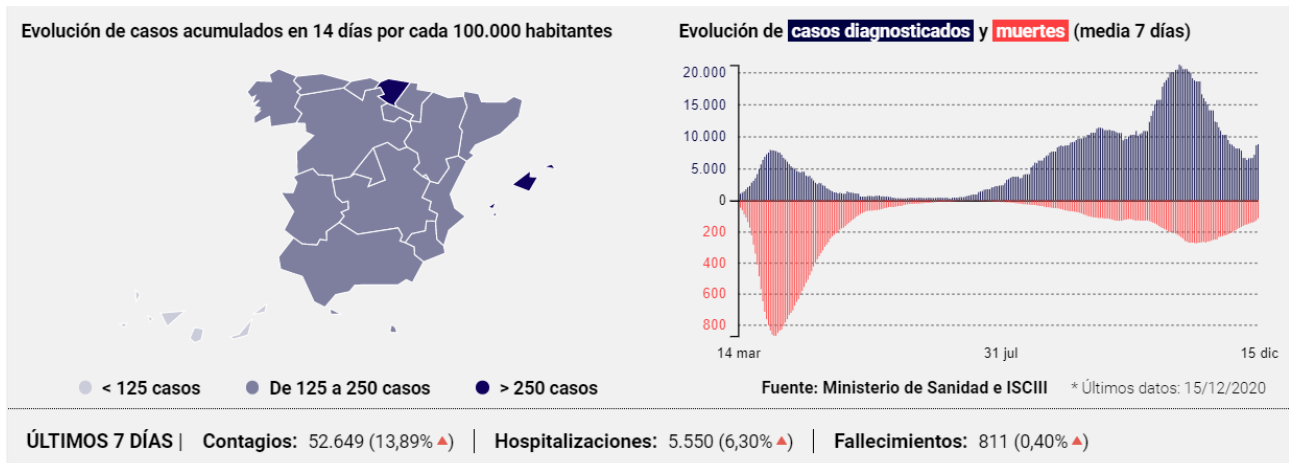 Evolución de casos acumulados en 14 días por cada 100.000 habitantes
< 125 casos
De 125 a 250 casos
> 250 casos
Evolución de casos diagnosticados y muertes (media 7 días)
20.000
15.000
10.000
5.000
0
200
400
600
800
14 mar
31 jul
15 dic
Fuente: Ministerio de Sanidad e ISCIII
* Últimos datos: 15/12/2020
ÚLTIMOS 7 DÍAS | Contagios: 52.649 (13,89% ▲) | Hospitalizaciones: 5.550 (6,30% ▲) | Fallecimientos: 811 (0,40% ▲)